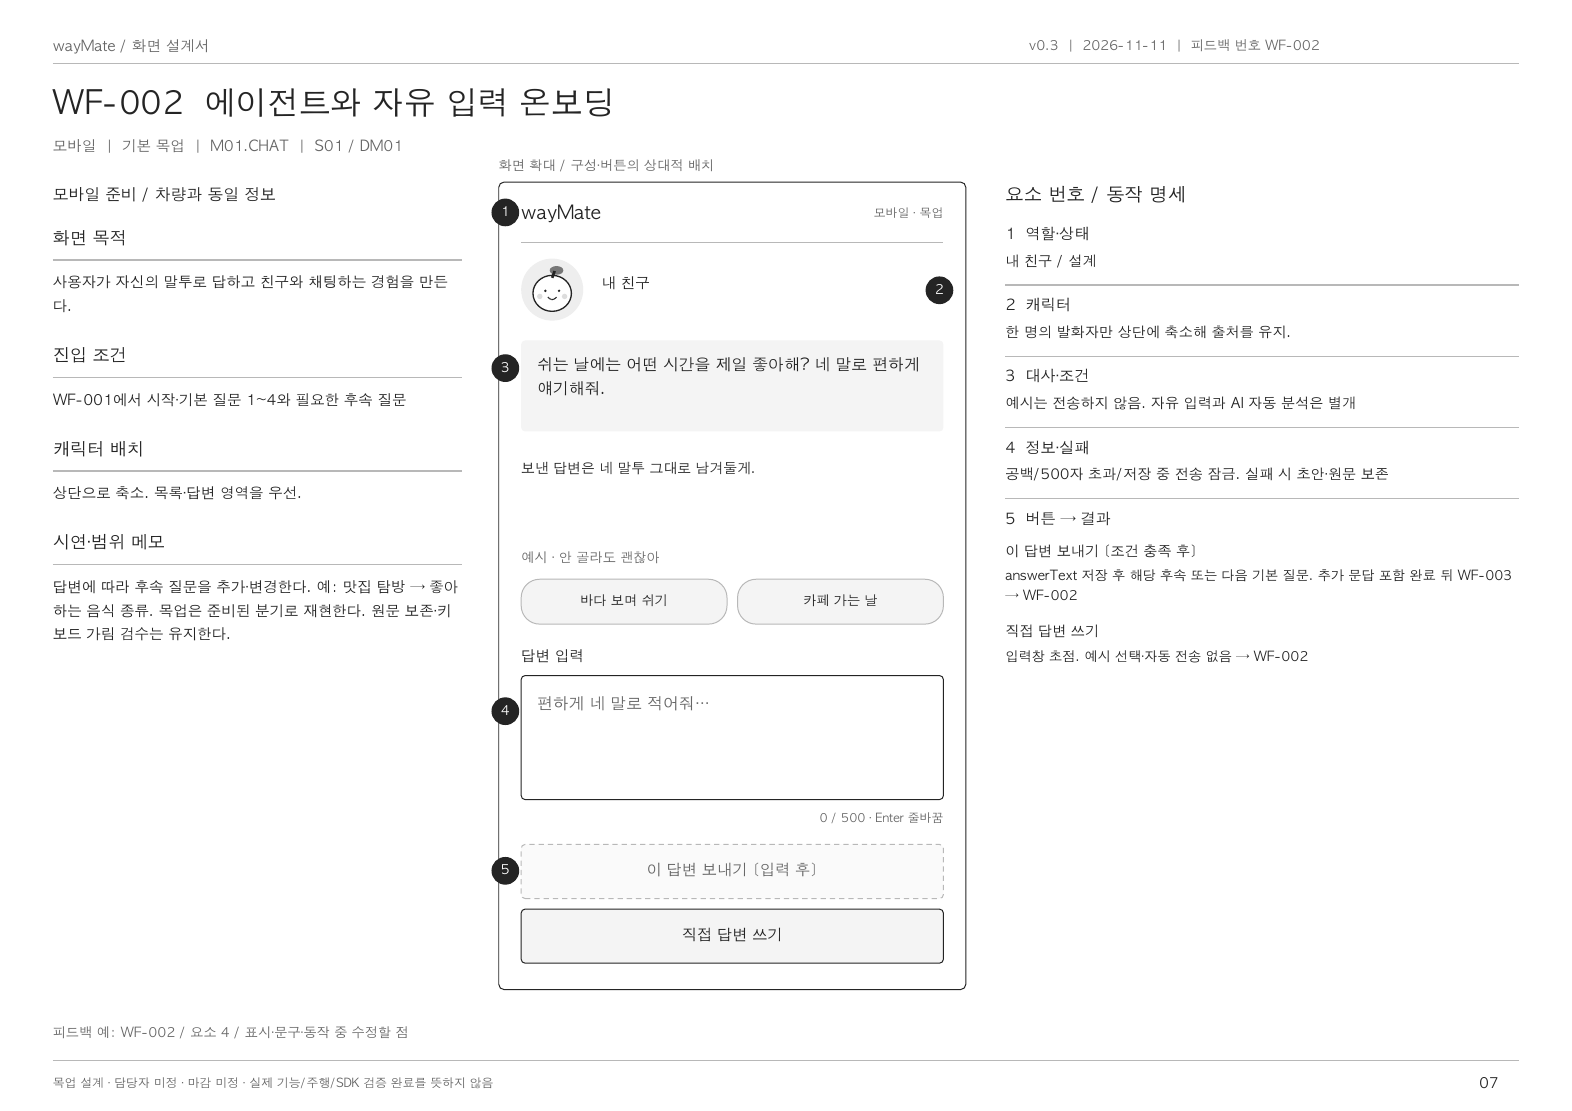 wayMate / 화면 설계서
v0.3 | 2026-11-11 | 피드백 번호 WF-002
WF-002 에이전트와 자유 입력 온보딩
모바일 | 기본 목업 | M01.CHAT | S01 / DM01
모바일 준비 / 차량과 동일 정보
화면 목적
사용자가 자신의 말투로 답하고 친구와 채팅하는 경험을 만든
다.
진입 조건
WF-001에서 시작·기본 질문 1~4와 필요한 후속 질문
캐릭터 배치
상단으로 축소. 목록·답변 영역을 우선.
시연·범위 메모
답변에 따라 후속 질문을 추가·변경한다. 예: 맛집 탐방 → 좋아
하는 음식 종류. 목업은 준비된 분기로 재현한다. 원문 보존·키
보드 가림 검수는 유지한다.
화면 확대 / 구성·버튼의 상대적 배치
1 wayMate
모바일 · 목업
내 친구
2
3
쉬는 날에는 어떤 시간을 제일 좋아해? 네 말로 편하게
얘기해줘.
보낸 답변은 네 말투 그대로 남겨둘게.
예시 · 안 골라도 괜찮아
바다 보며 쉬기
카페 가는 날
답변 입력
4
편하게 네 말로 적어줘…
0 / 500 · Enter 줄바꿈
5
이 답변 보내기 [입력 후]
직접 답변 쓰기
요소 번호 / 동작 명세
1 역할·상태
내 친구 / 설계
2 캐릭터
한 명의 발화자만 상단에 축소해 출처를 유지.
3 대사·조건
예시는 전송하지 않음. 자유 입력과 AI 자동 분석은 별개
4 정보·실패
공백/500자 초과/저장 중 전송 잠금. 실패 시 초안·원문 보존
5 버튼 → 결과
이 답변 보내기 [조건 충족 후]
answerText 저장 후 해당 후속 또는 다음 기본 질문. 추가 문답 포함 완료 뒤 WF-003
→ WF-002
직접 답변 쓰기
입력창 초점. 예시 선택·자동 전송 없음 → WF-002
피드백 예: WF-002 / 요소 4 / 표시·문구·동작 중 수정할 점
목업 설계 · 담당자 미정 · 마감 미정 · 실제 기능/주행/SDK 검증 완료를 뜻하지 않음
07